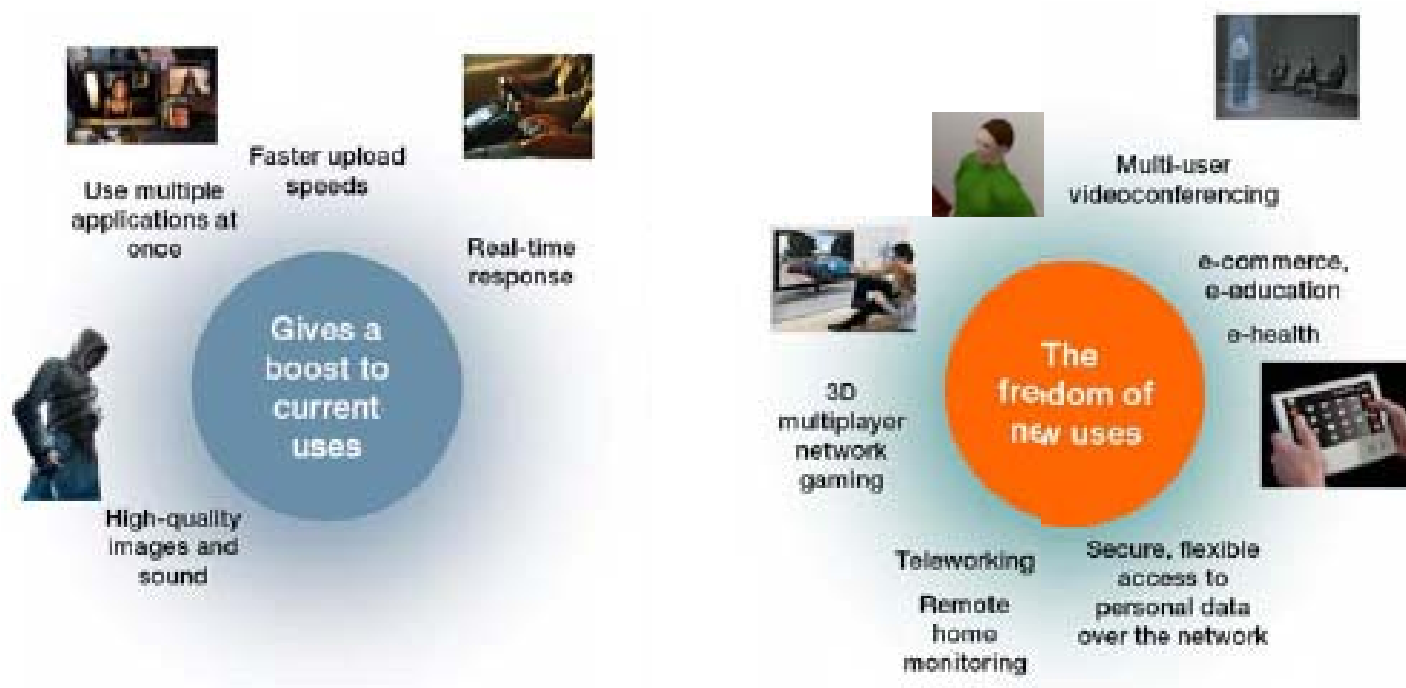 Faster upload
speeds
Use multiple
applications at
once
Real-time
response
Gives a
boost to
current
uses
High-quality
images and
sound
Multi-user
videoconferencing
e-commerce,
e-education
e-health
The
freedom of
new uses
3D
multiplayer
network
gaming
Teleworking
Remote
home
monitoring
Secure, flexible
access to
personal data
over the network